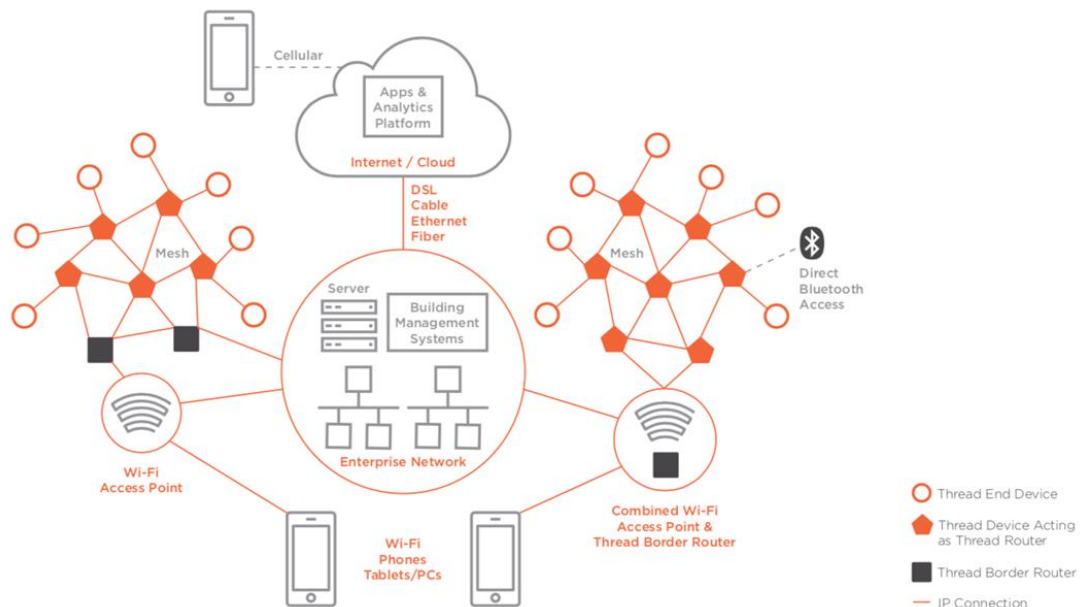 Cellular
Apps &
Analytics
Platform
Internet / Cloud
DSL
Cable
Ethernet
Fiber
Mesh
Mesh
Direct
Bluetooth
Access
Server
Building
Management
Systems
Enterprise Network
Wi-Fi
Access Point
Combined Wi-Fi
Access Point &
Thread Border Router
Wi-Fi
Phones
Tablets/PCs
Thread End Device
Thread Device Acting
as Thread Router
Thread Border Router
IP Connection